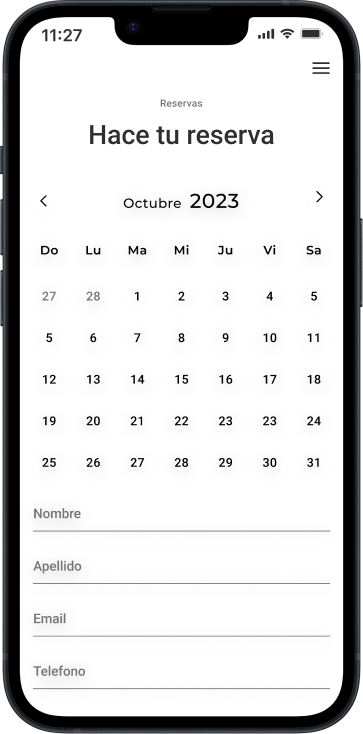 11:27
Reservas
Hace tu reserva
Octubre 2023
Do Lu Ma Mi Ju Vi Sa
27 28 1 2 3 4 5
5 6 7 8 9 10 11
12 13 14 15 16 17 18
19 20 21 22 23 23 24
25 26 27 28 29 30 31
Nombre
Apellido
Email
Telefono